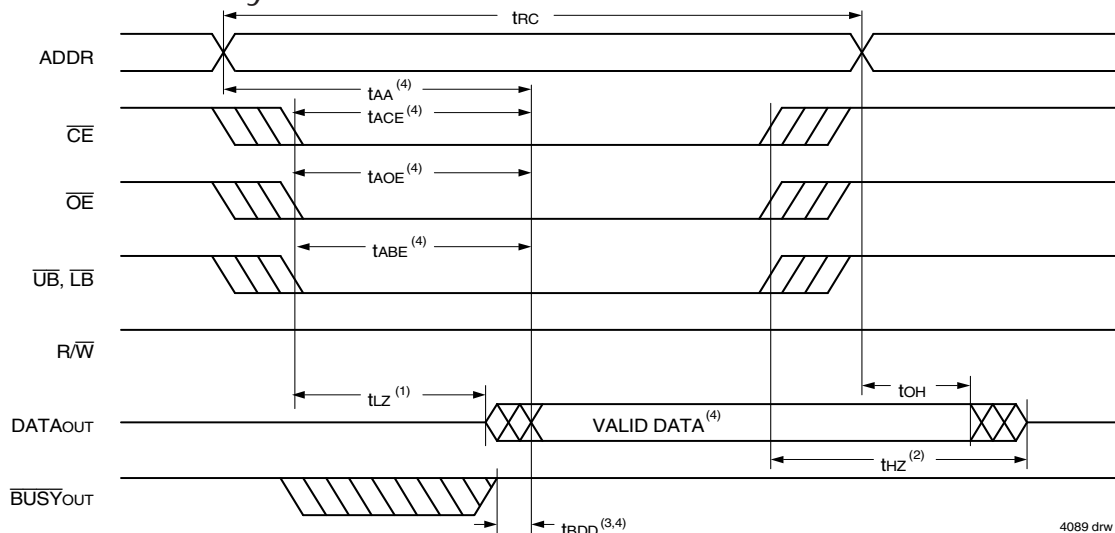 tRC
ADDR
tAA (4)
tACE (4)
CE
tAOE (4)
OE
tABE (4)
UB, LB
R/W
tLZ (1)
tOH
DATAOUT
VALID DATA(4)
tHZ (2)
BUSYOUT
tBDD (3,4)
4089 drw